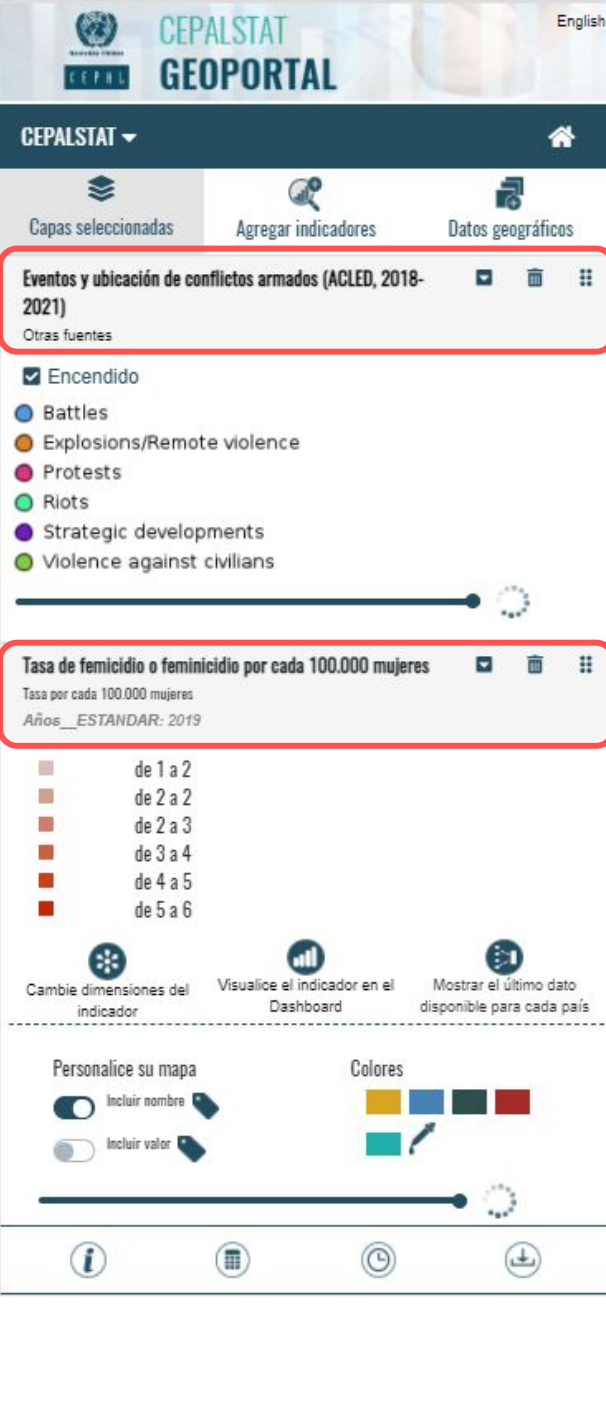 English
CEPALSTAT
GEOPORTAL
CEPAL
CEPALSTAT
Capas seleccionadas
Agregar indicadores
Datos geográficos
Eventos y ubicación de conflictos armados (ACLED, 2018-
2021)
Otras fuentes
Encendido
Battles
Explosions/Remote violence
Protests
Riots
Strategic developments
Violence against civilians
Tasa de femicidio o feminicidio por cada 100.000 mujeres
Tasa por cada 100.000 mujeres
Años__ESTANDAR: 2019
de 1 a 2
de 2 a 2
de 2 a 3
de 3 a 4
de 4 a 5
de 5 a 6
Cambie dimensiones del
indicador
Visualice el indicador en el
Dashboard
Mostrar el último dato
disponible para cada país
Personalice su mapa
Incluir nombre
Incluir valor
Colores